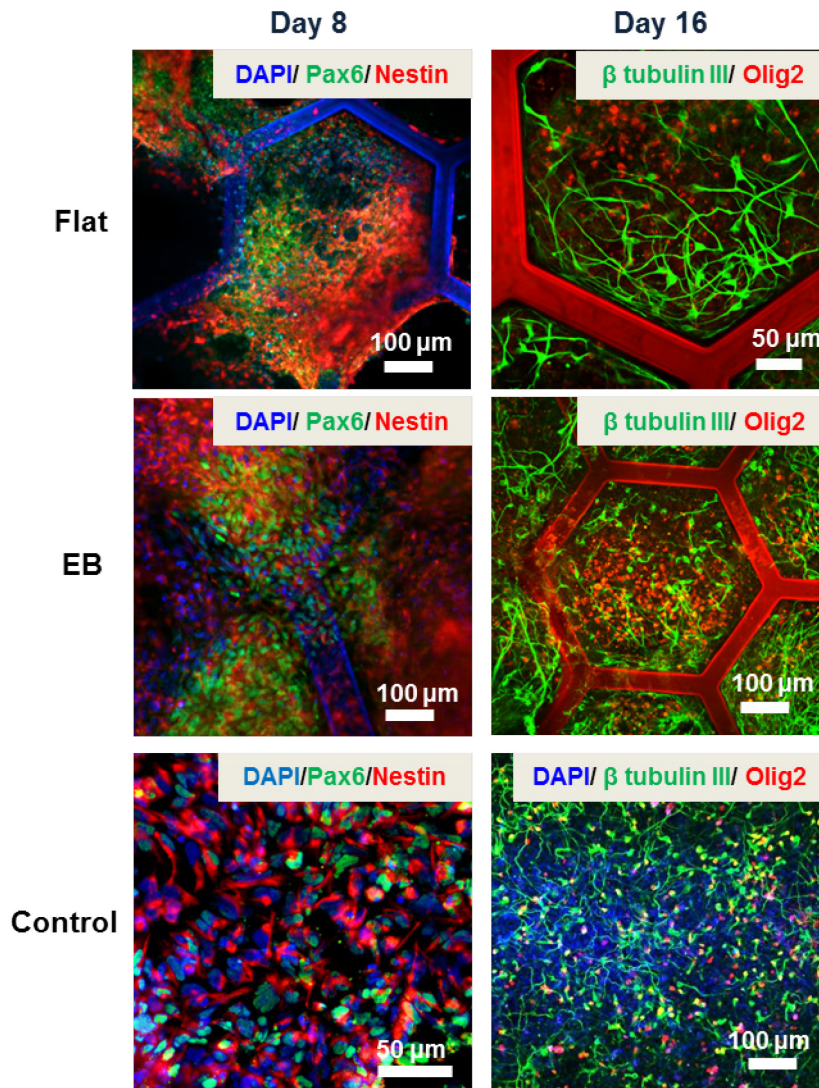 Day 8
Day 16
Flat
DAPI/ Pax6/ Nestin
100 µm
β tubulin III/ Olig2
50 µm
EB
DAPI/ Pax6/ Nestin
100 µm
β tubulin III/ Olig2
100 µm
Control
DAPI/Pax6/Nestin
50 µm
DAPI/ β tubulin III/ Olig2
100 µm